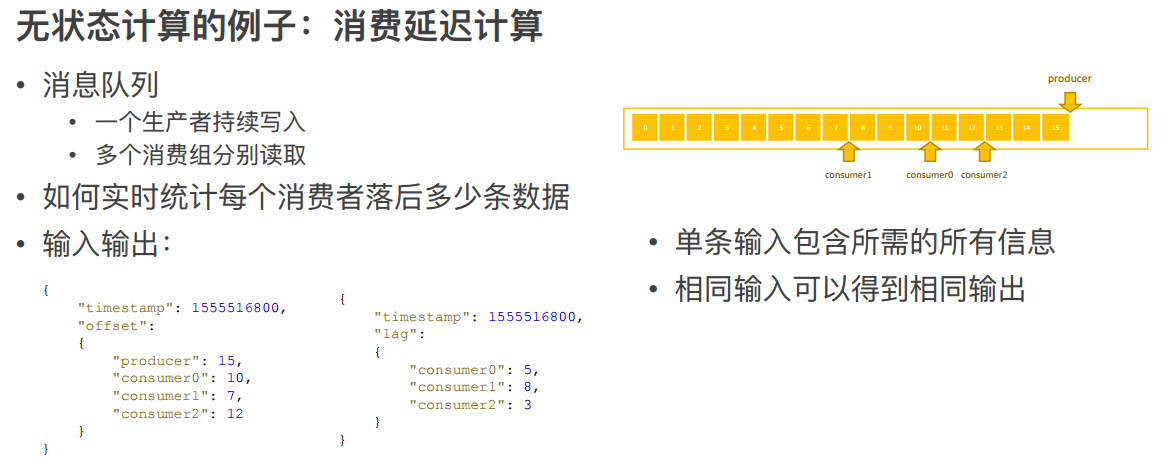 无状态计算的例子：消费延迟计算
• 消息队列
• 一个生产者持续写入
• 多个消费组分别读取
• 如何实时统计每个消费者落后多少条数据
• 输入输出：
{
"timestamp": 1555516800,
"offset":
{
"producer": 15,
"consumer0": 10,
"consumer1": 7,
"consumer2": 12
}
}
{
"timestamp": 1555516800,
"lag":
{
"consumer0": 5,
"consumer1": 8,
"consumer2": 3
}
}
producer
0 1 2 3 4 5 6 7 8 9 10 11 12 13 14 15
consumer1 consumer0 consumer2
• 单条输入包含所需的所有信息
• 相同输入可以得到相同输出